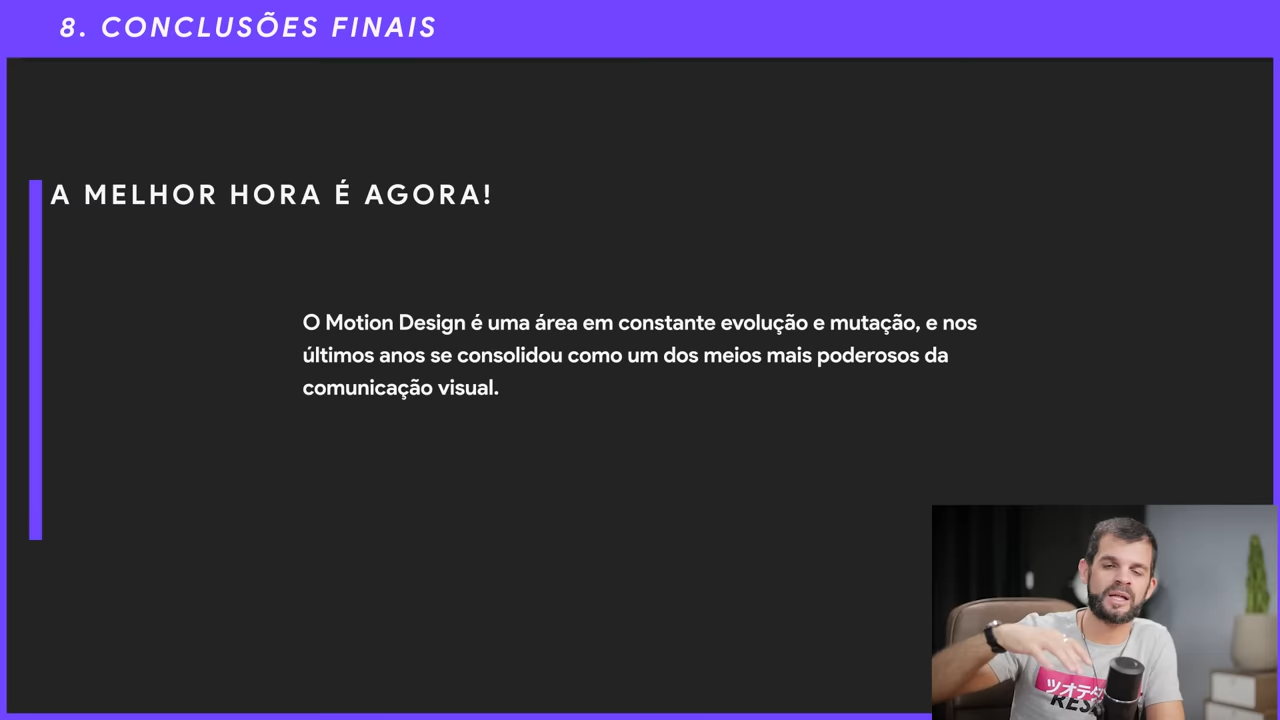 8. CONCLUSÕES FINAIS
A MELHOR HORA É AGORA!
O Motion Design é uma área em constante evolução e mutação, e nos
últimos anos se consolidou como um dos meios mais poderosos da
comunicação visual.